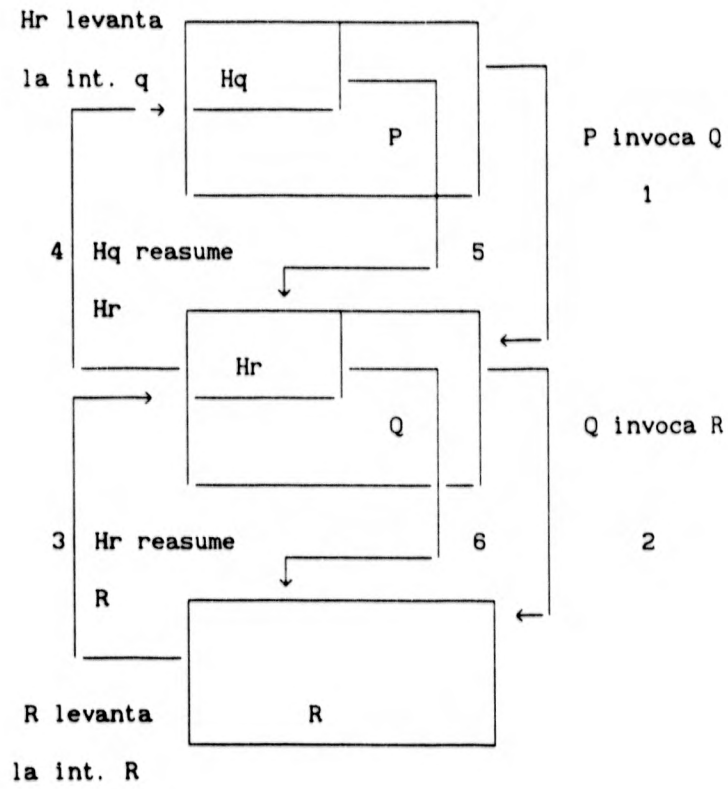 Hr levanta
la int. q
Hq
P
P invoca Q
1
4 Hq reasume 5
Hr
Hr
Q
Q invoca R
3 Hr reasume 6 2
R
R levanta
R
la int. R